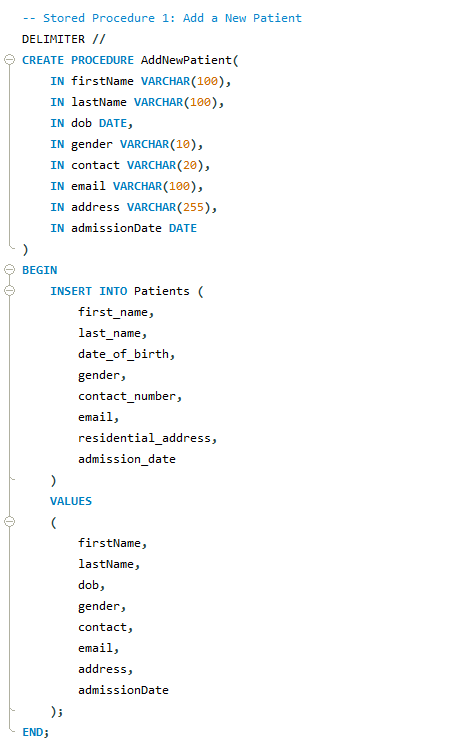 -- Stored Procedure 1: Add a New Patient
DELIMITER //
CREATE PROCEDURE AddNewPatient(
    IN firstName VARCHAR(100),
    IN lastName VARCHAR(100),
    IN dob DATE,
    IN gender VARCHAR(10),
    IN contact VARCHAR(20),
    IN email VARCHAR(100),
    IN address VARCHAR(255),
    IN admissionDate DATE
)
BEGIN
    INSERT INTO Patients (
        first_name,
        last_name,
        date_of_birth,
        gender,
        contact_number,
        email,
        residential_address,
        admission_date
    )
    VALUES
    (
        firstName,
        lastName,
        dob,
        gender,
        contact,
        email,
        address,
        admissionDate
    );
END;